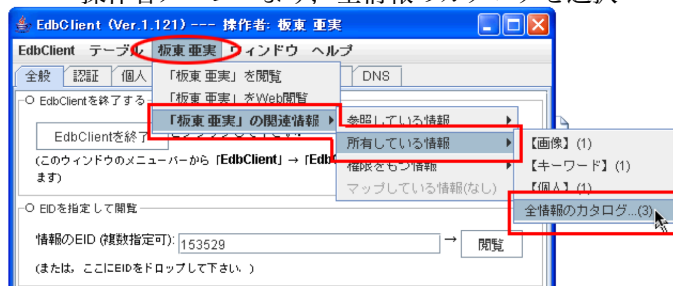 EdbClient (Ver.1.121) --- 操作者: 板東 亜実
EdbClient テーブル 板東 亜実 ウィンドウ ヘルプ
全般 認証 個人 DNS
「板東 亜実」を閲覧
「板東 亜実」をWeb閲覧
「板東 亜実」の関連情報
参照している情報
所有している情報
権限をもつ情報
マップしている情報(なし)
【画像】(1)
【キーワード】(1)
【個人】(1)
全情報のカタログ...(3)
EdbClientを終了する
EdbClientを終了
(このウィンドウのメニューバーから「EdbClient」→「Edb
ます)
EIDを指定して閲覧
情報のEID (複数指定可): 153529 → 閲覧
(または，ここにEIDをドロップして下さい．)